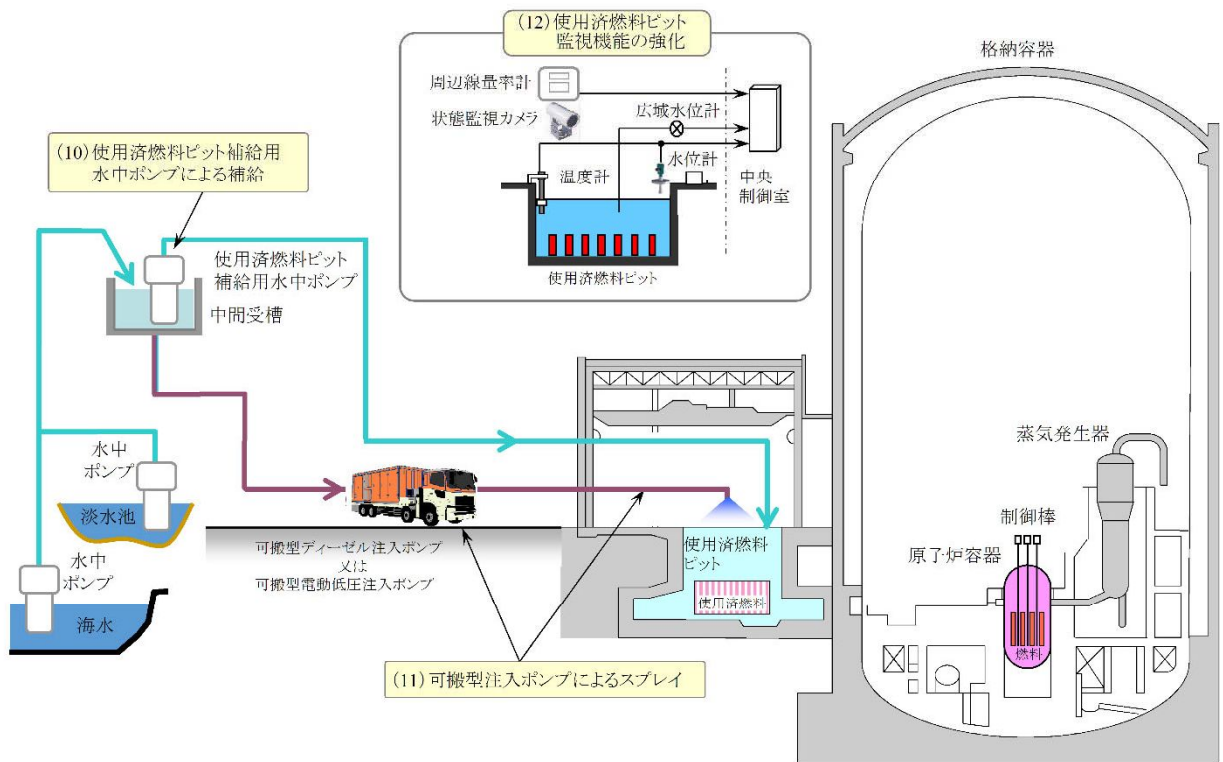 (12)使用済燃料ピット
監視機能の強化
周辺線量率計
状態監視カメラ
広域水位計
水位計
温度計
中央
制御室
使用済燃料ピット
格納容器
(10)使用済燃料ピット補給用
水中ポンプによる補給
使用済燃料ピット
補給用水中ポンプ
中間受槽
水中
ポンプ
淡水池
水中
ポンプ
海水
可搬型ディーゼル注入ポンプ
又は
可搬型電動低圧注入ポンプ
(11)可搬型注入ポンプによるスプレイ
使用済燃料
ピット
使用済燃料
蒸気発生器
制御棒
原子炉容器
燃料